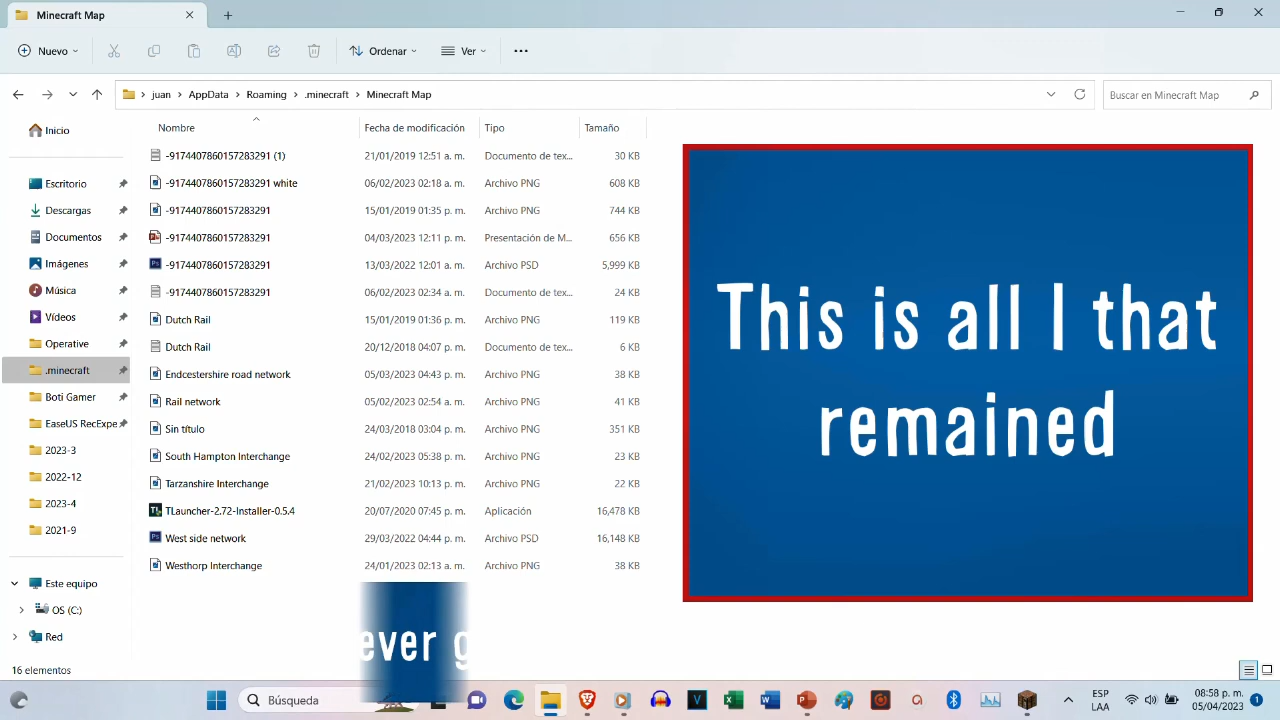 Minecraft Map
Nuevo
Ordenar
Ver
juan > AppData > Roaming > .minecraft > Minecraft Map
Buscar en Minecraft Map
Inicio
Escritorio
Descargas
Documentos
Imágenes
Música
Vídeos
Operative
.minecraft
Boti Gamer
EaseUS RecExpe
2023-3
2022-12
2023-4
2021-9
Este equipo
OS (C:)
Red
Nombre Fecha de modificación Tipo Tamaño
-9174407860157283291 (1) 21/01/2019 12:51 a. m. Documento de tex... 30 KB
-9174407860157283291 white 06/02/2023 02:18 a. m. Archivo PNG 608 KB
-9174407860157283291 15/01/2019 01:35 p. m. Archivo PNG 744 KB
-9174407860157283291 04/03/2023 12:11 p. m. Presentación de M... 656 KB
-9174407860157283291 13/03/2022 12:01 a. m. Archivo PSD 5,999 KB
-9174407860157283291 06/02/2023 02:34 a. m. Documento de tex... 24 KB
Dutch Rail 15/01/2019 01:36 p. m. Archivo PNG 119 KB
Dutch Rail 20/12/2018 04:07 p. m. Documento de tex... 6 KB
Endcestershire road network 05/03/2023 04:43 p. m. Archivo PNG 38 KB
Rail network 05/02/2023 02:54 a. m. Archivo PNG 41 KB
Sin título 24/03/2018 03:04 p. m. Archivo PNG 351 KB
South Hampton Interchange 24/02/2023 05:38 p. m. Archivo PNG 23 KB
Tarzanshire Interchange 21/02/2023 10:13 p. m. Archivo PNG 22 KB
TLauncher-2.72-Installer-0.5.4 20/07/2020 07:45 p. m. Aplicación 16,478 KB
West side network 29/03/2022 04:44 p. m. Archivo PSD 16,148 KB
Westhorp Interchange 24/01/2023 02:13 a. m. Archivo PNG 38 KB
This is all I that
remained
ever g
16 elementos
Búsqueda
ESP
LAA
08:58 p. m.
05/04/2023
1